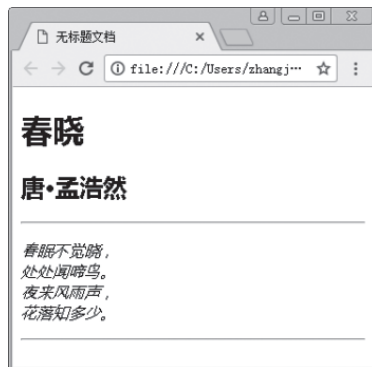 无标题文档
file:///C:/Users/zhangj…
春晓
唐•孟浩然
春眠不觉晓，
处处闻啼鸟。
夜来风雨声，
花落知多少。